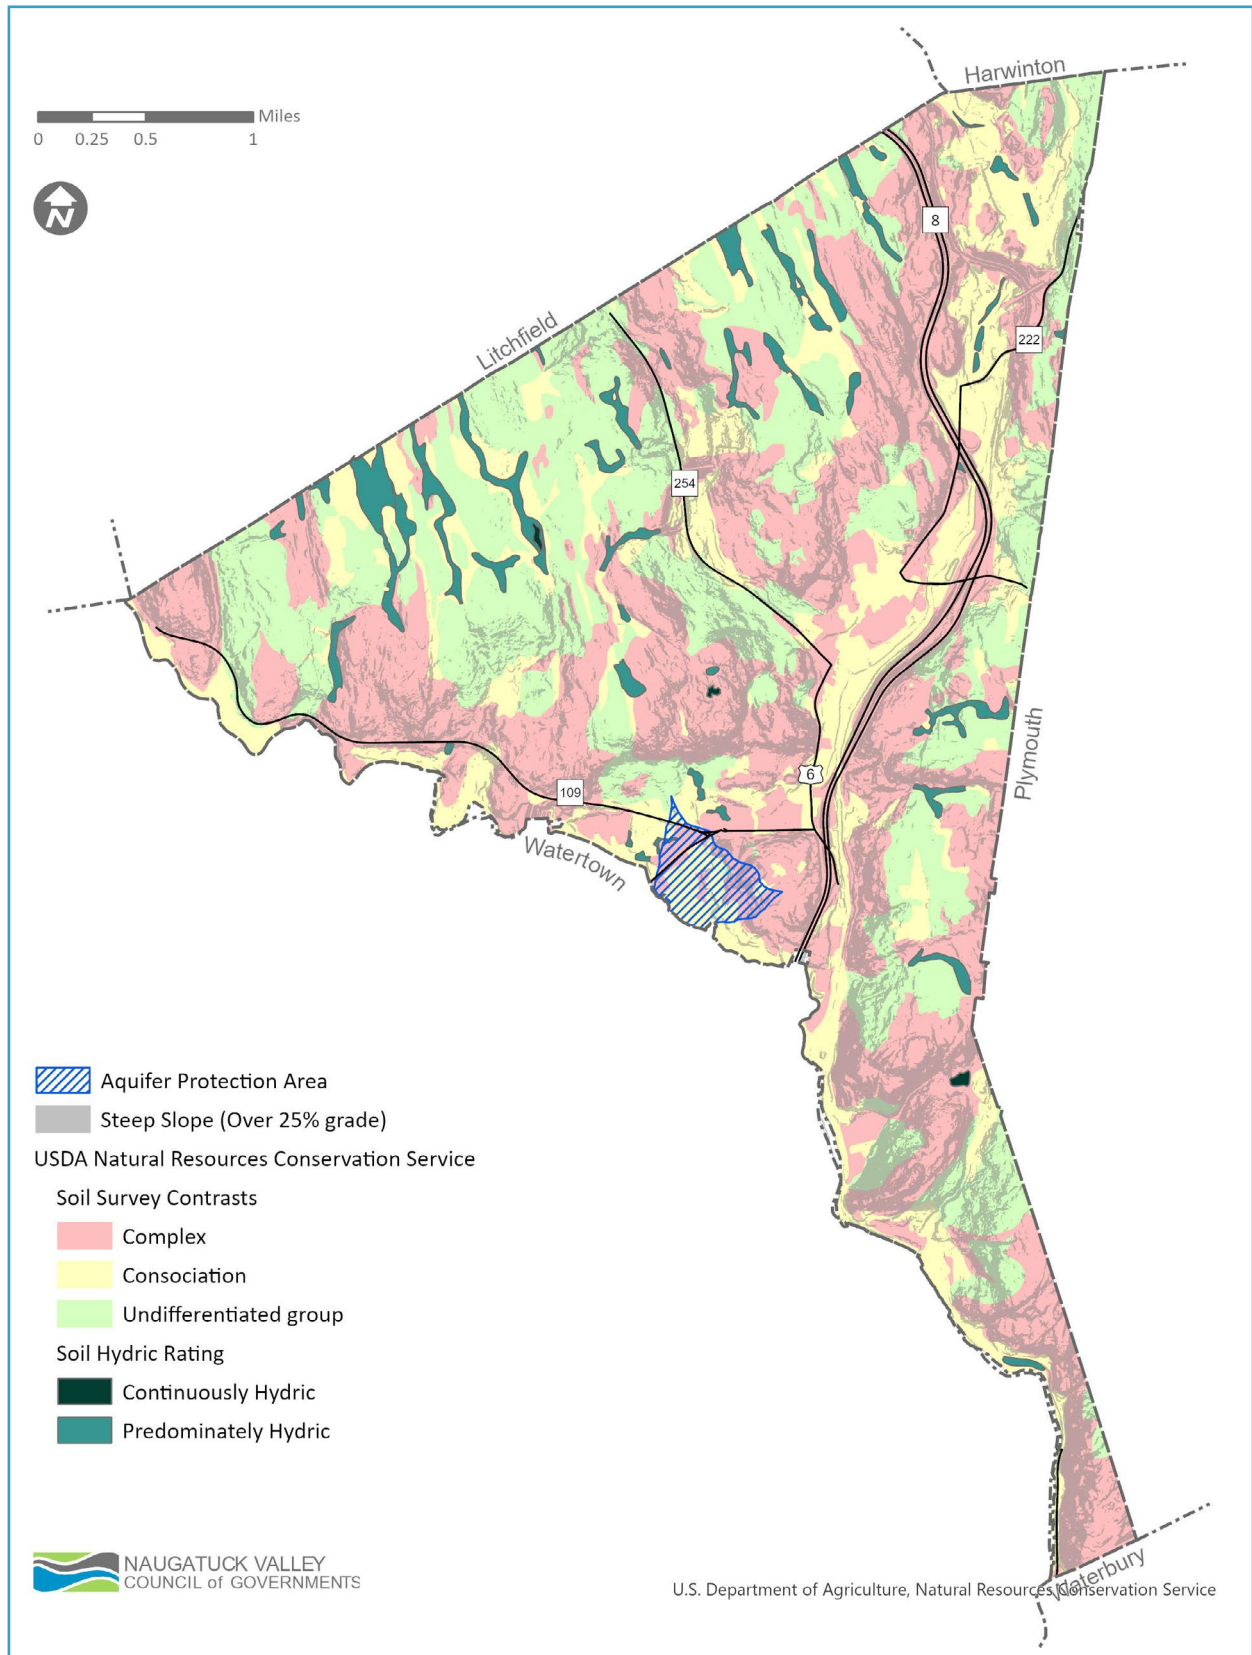 Harwinton
Miles
0 0.25 0.5 1
N
8
Litchfield
222
254
Plymouth
6
109
Watertown
Aquifer Protection Area
Steep Slope (Over 25% grade)
USDA Natural Resources Conservation Service
Soil Survey Contrasts
Complex
Consociation
Undifferentiated group
Soil Hydric Rating
Continuously Hydric
Predominately Hydric
NAUGATUCK VALLEY
COUNCIL of GOVERNMENTS
Waterbury
U.S. Department of Agriculture, Natural Resources Conservation Service